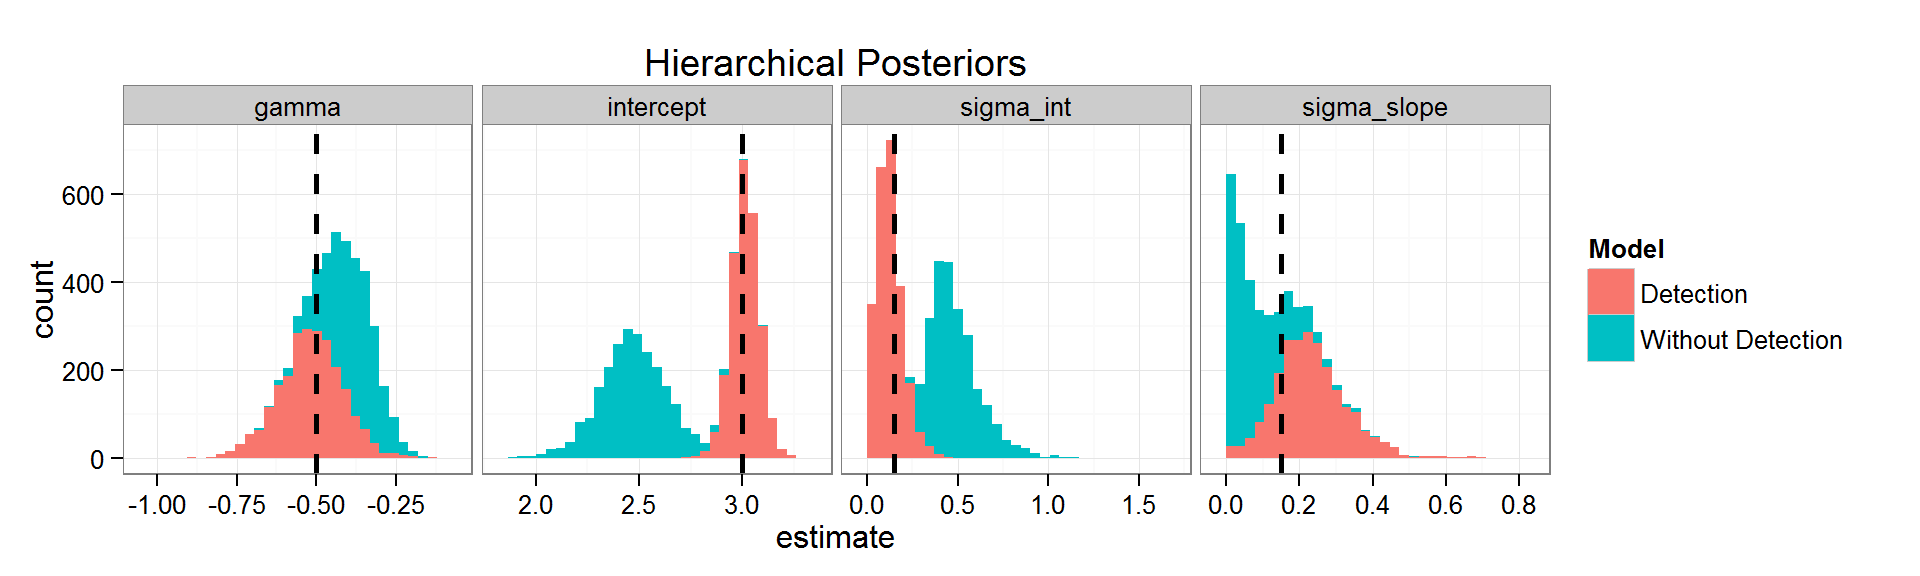 Hierarchical Posteriors
gamma intercept sigma_int sigma_slope
count
600
400
200
0
-1.00 -0.75 -0.50 -0.25 2.0 2.5 3.0 0.0 0.5 1.0 1.5 0.0 0.2 0.4 0.6 0.8
estimate
Model
Detection
Without Detection